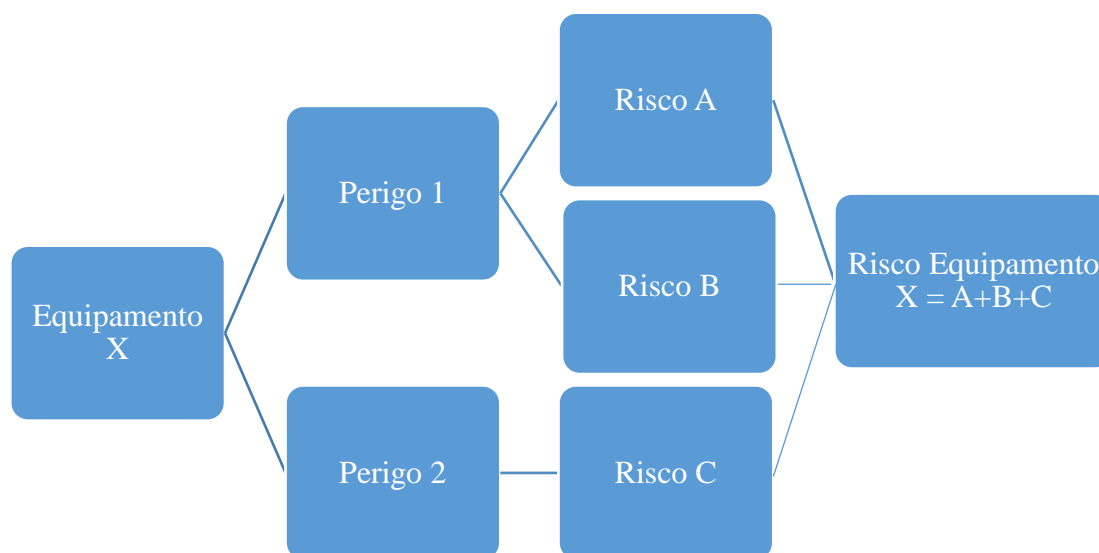 Equipamento
X
Perigo 1
Perigo 2
Risco A
Risco B
Risco C
Risco Equipamento
X = A+B+C